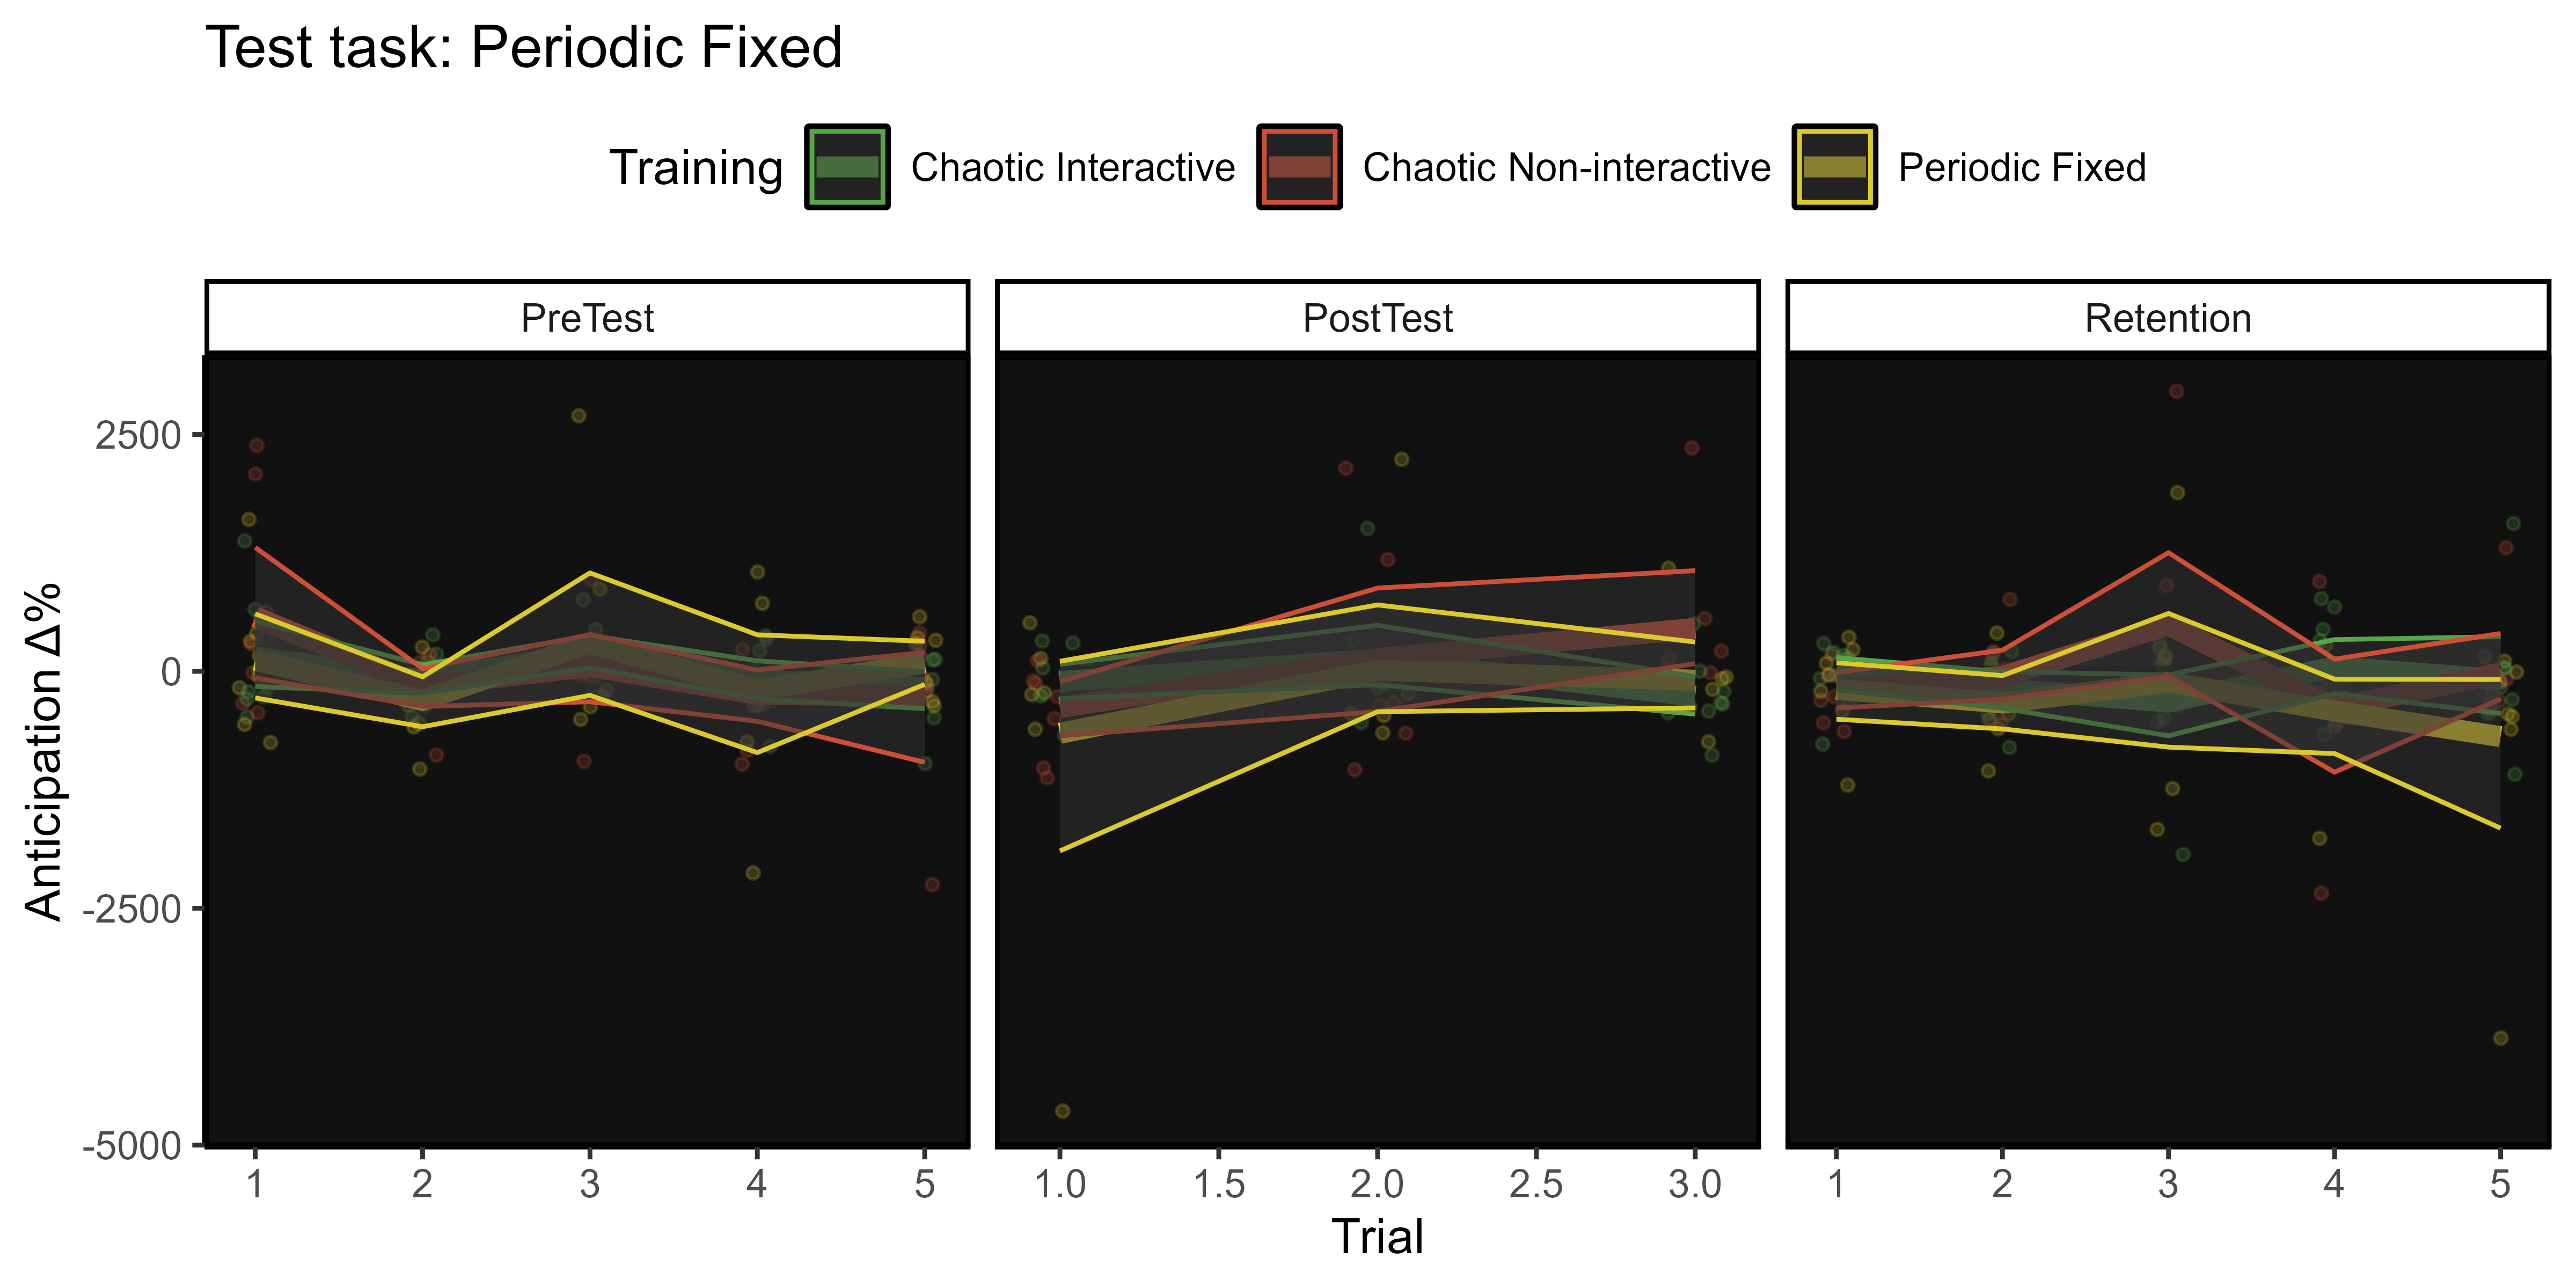 Test task: Periodic Fixed
Training Chaotic Interactive Chaotic Non-interactive Periodic Fixed
PreTest PostTest Retention
Anticipation Δ%
2500
0
-2500
-5000
1 2 3 4 5 1.0 1.5 2.0 2.5 3.0 1 2 3 4 5
Trial